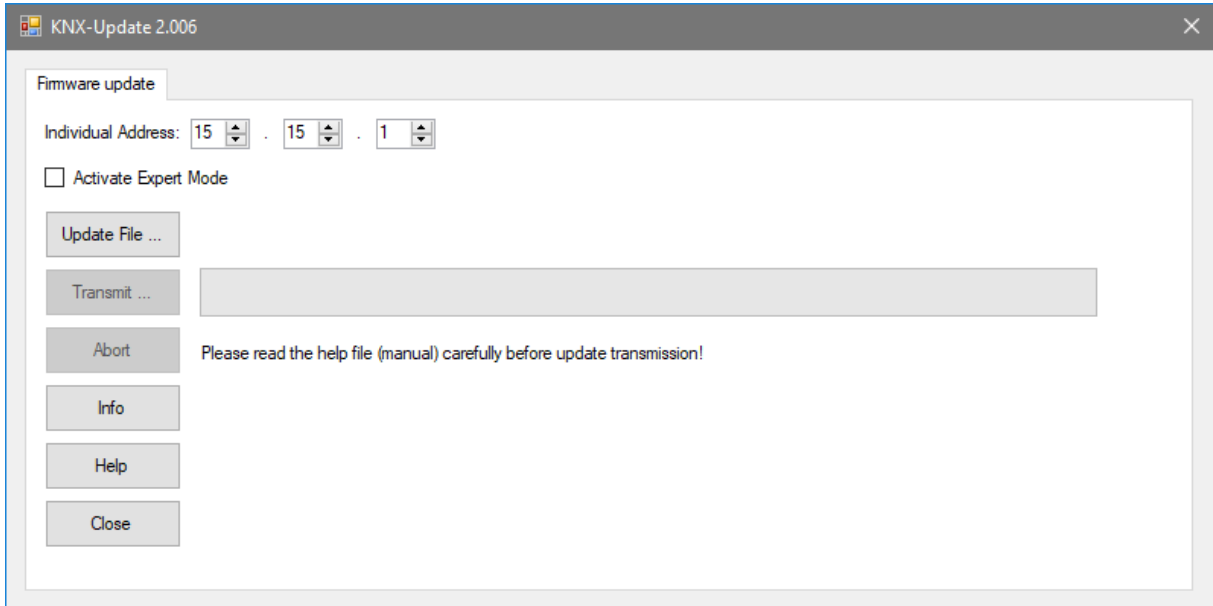 KNX-Update 2.006
Firmware update
Individual Address: 15 . 15 . 1
Activate Expert Mode
Update File ...
Transmit ...
Abort
Please read the help file (manual) carefully before update transmission!
Info
Help
Close